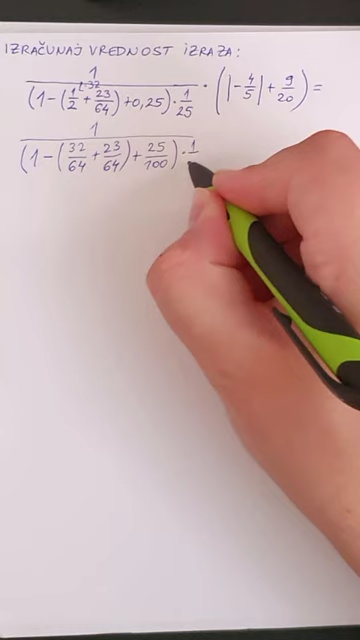 IZRAČUNAJ VREDNOST IZRAZA:
1/((1-(1/2+23/64)+0,25)·1/25)·(|-4/5|+9/20)=
1/((1-(32/64+23/64)+25/100)·1